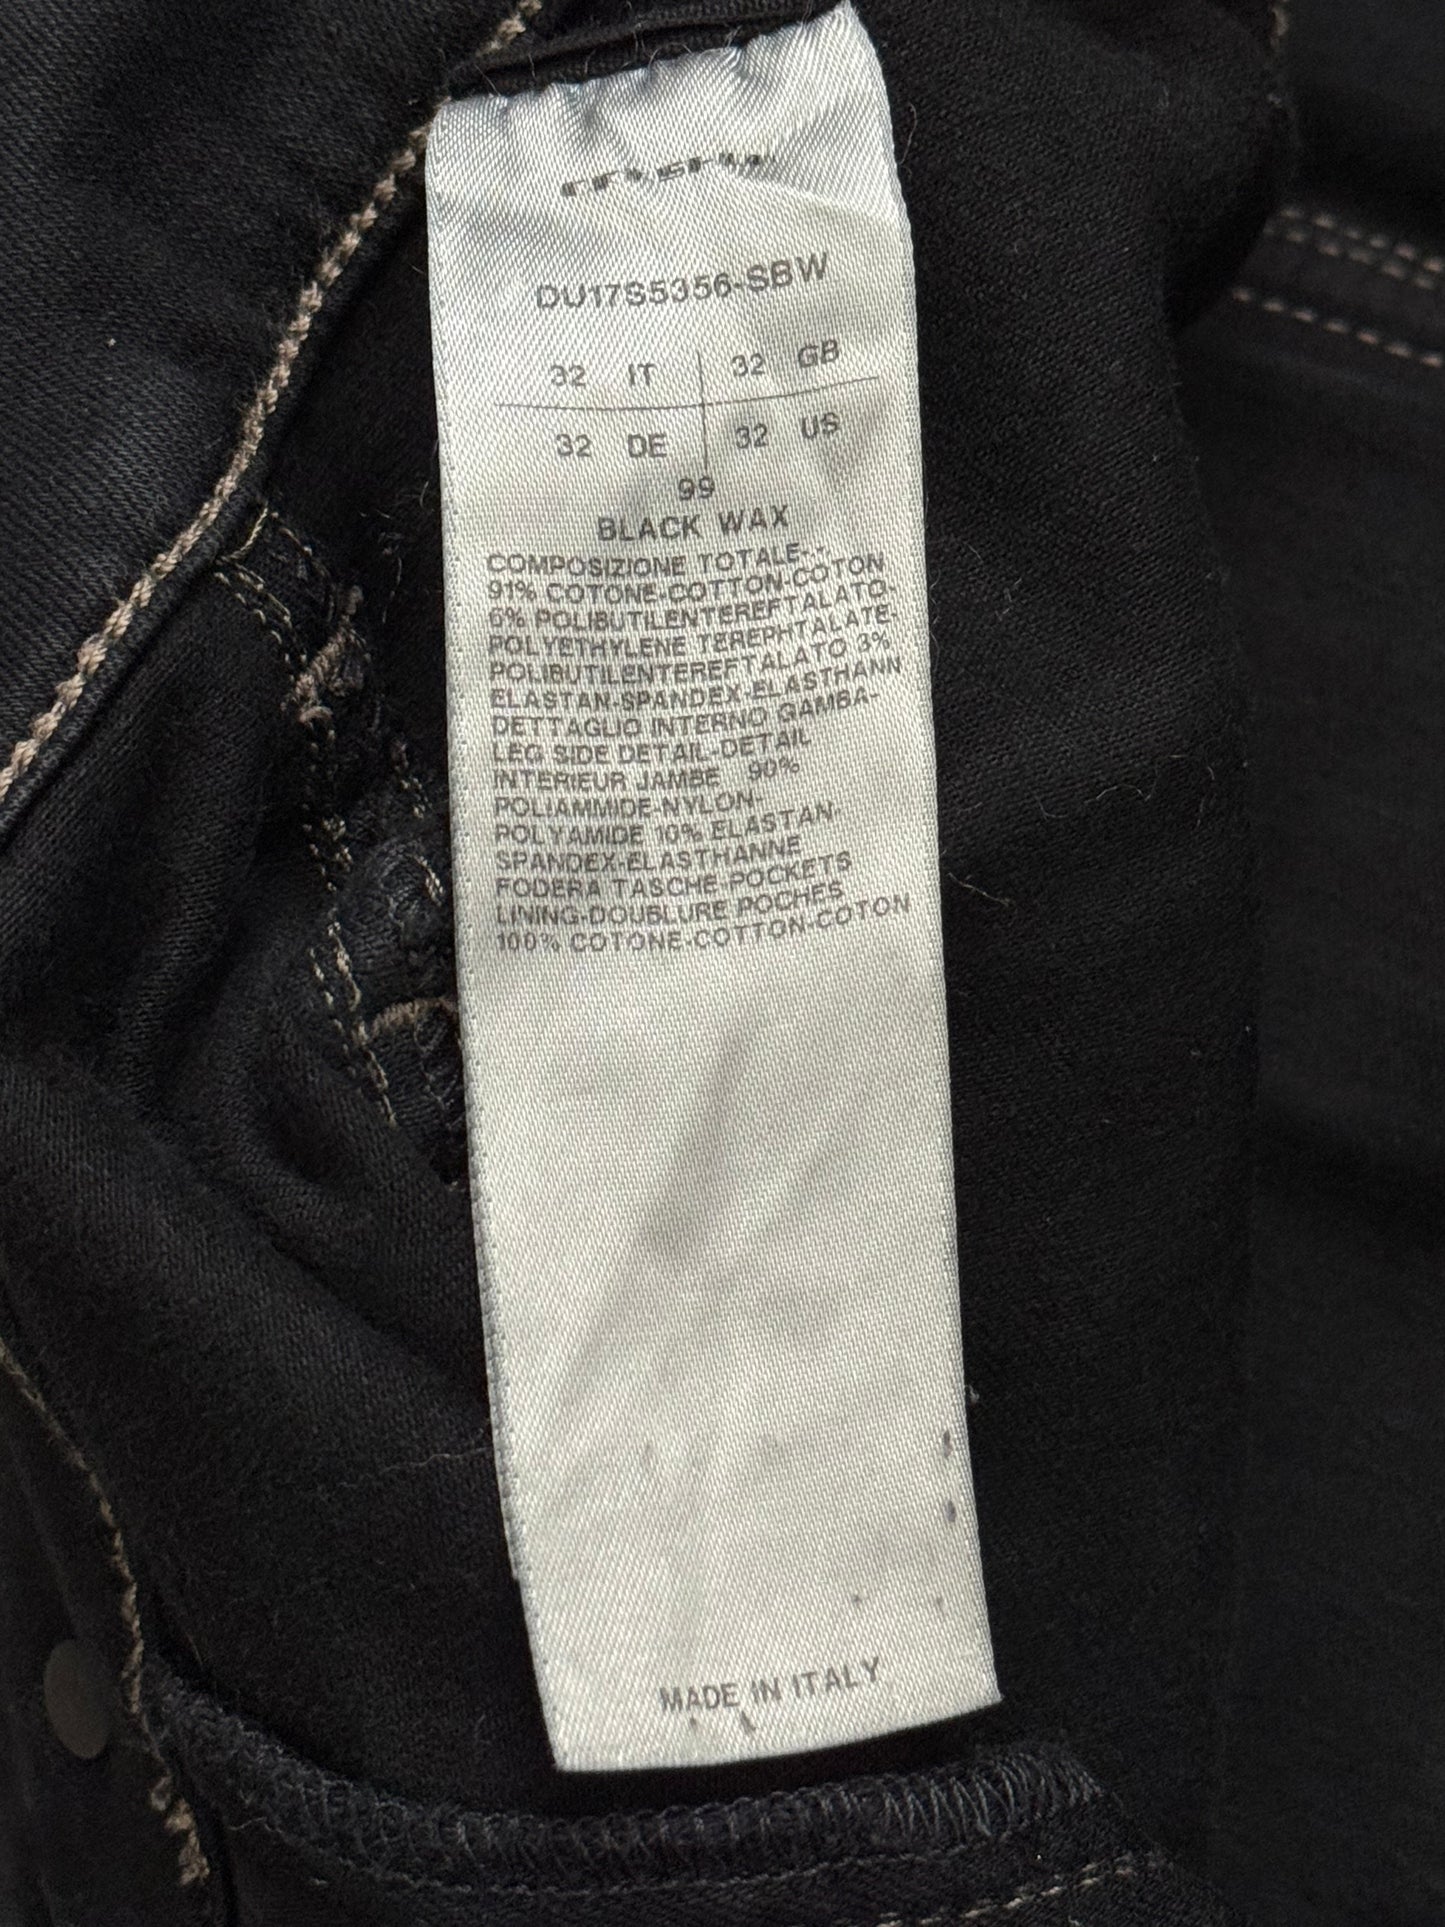 DU17S5356-SBW
32 IT 32 GB
32 DE 32 US
99
BLACK WAX
COMPOSIZIONE TOTALE--
91% COTONE-COTTON-COTON
6% POLIBUTILENTEREFTALATO-
POLYETHYLENE TEREPHTALATE-
POLIBUTILENTEREFTALATO 3%
ELASTAN-SPANDEX-ELASTHANN
DETTAGLIO INTERNO GAMBA-
LEG SIDE DETAIL-DETAIL
INTERIEUR JAMBE 90%
POLIAMMIDE-NYLON-
POLYAMIDE 10% ELASTAN-
SPANDEX-ELASTHANNE
FODERA TASCHE-POCKETS
LINING-DOUBLURE POCHES
100% COTONE-COTTON-COTON
MADE IN ITALY